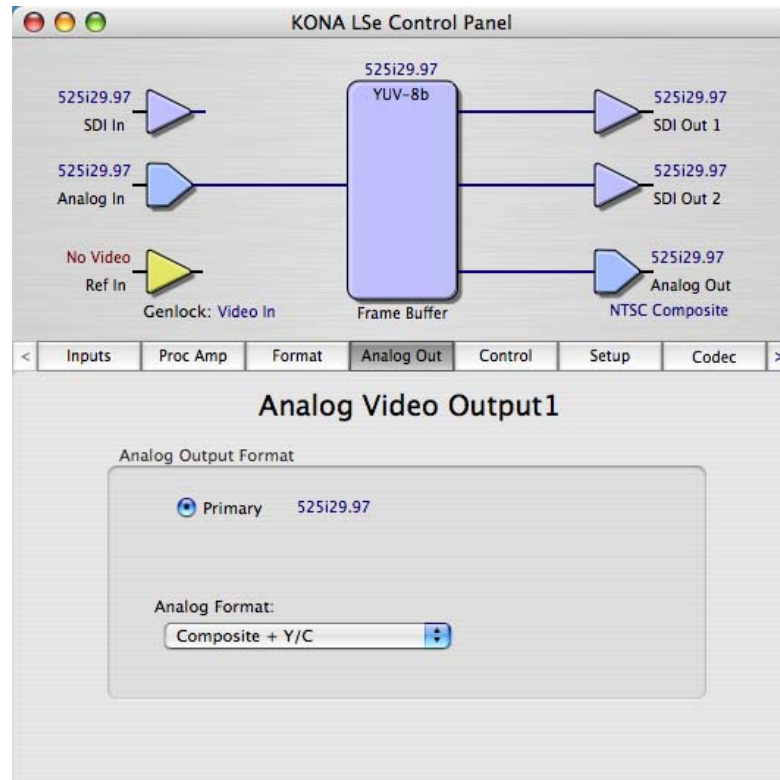 KONA LSe Control Panel
525i29.97
YUV-8b
525i29.97
SDI In
525i29.97
SDI Out 1
525i29.97
Analog In
525i29.97
SDI Out 2
No Video
Ref In
525i29.97
Analog Out
Genlock: Video In
Frame Buffer
NTSC Composite
< Inputs Proc Amp Format Analog Out Control Setup Codec >
Analog Video Output1
Analog Output Format
Primary 525i29.97
Analog Format:
Composite + Y/C